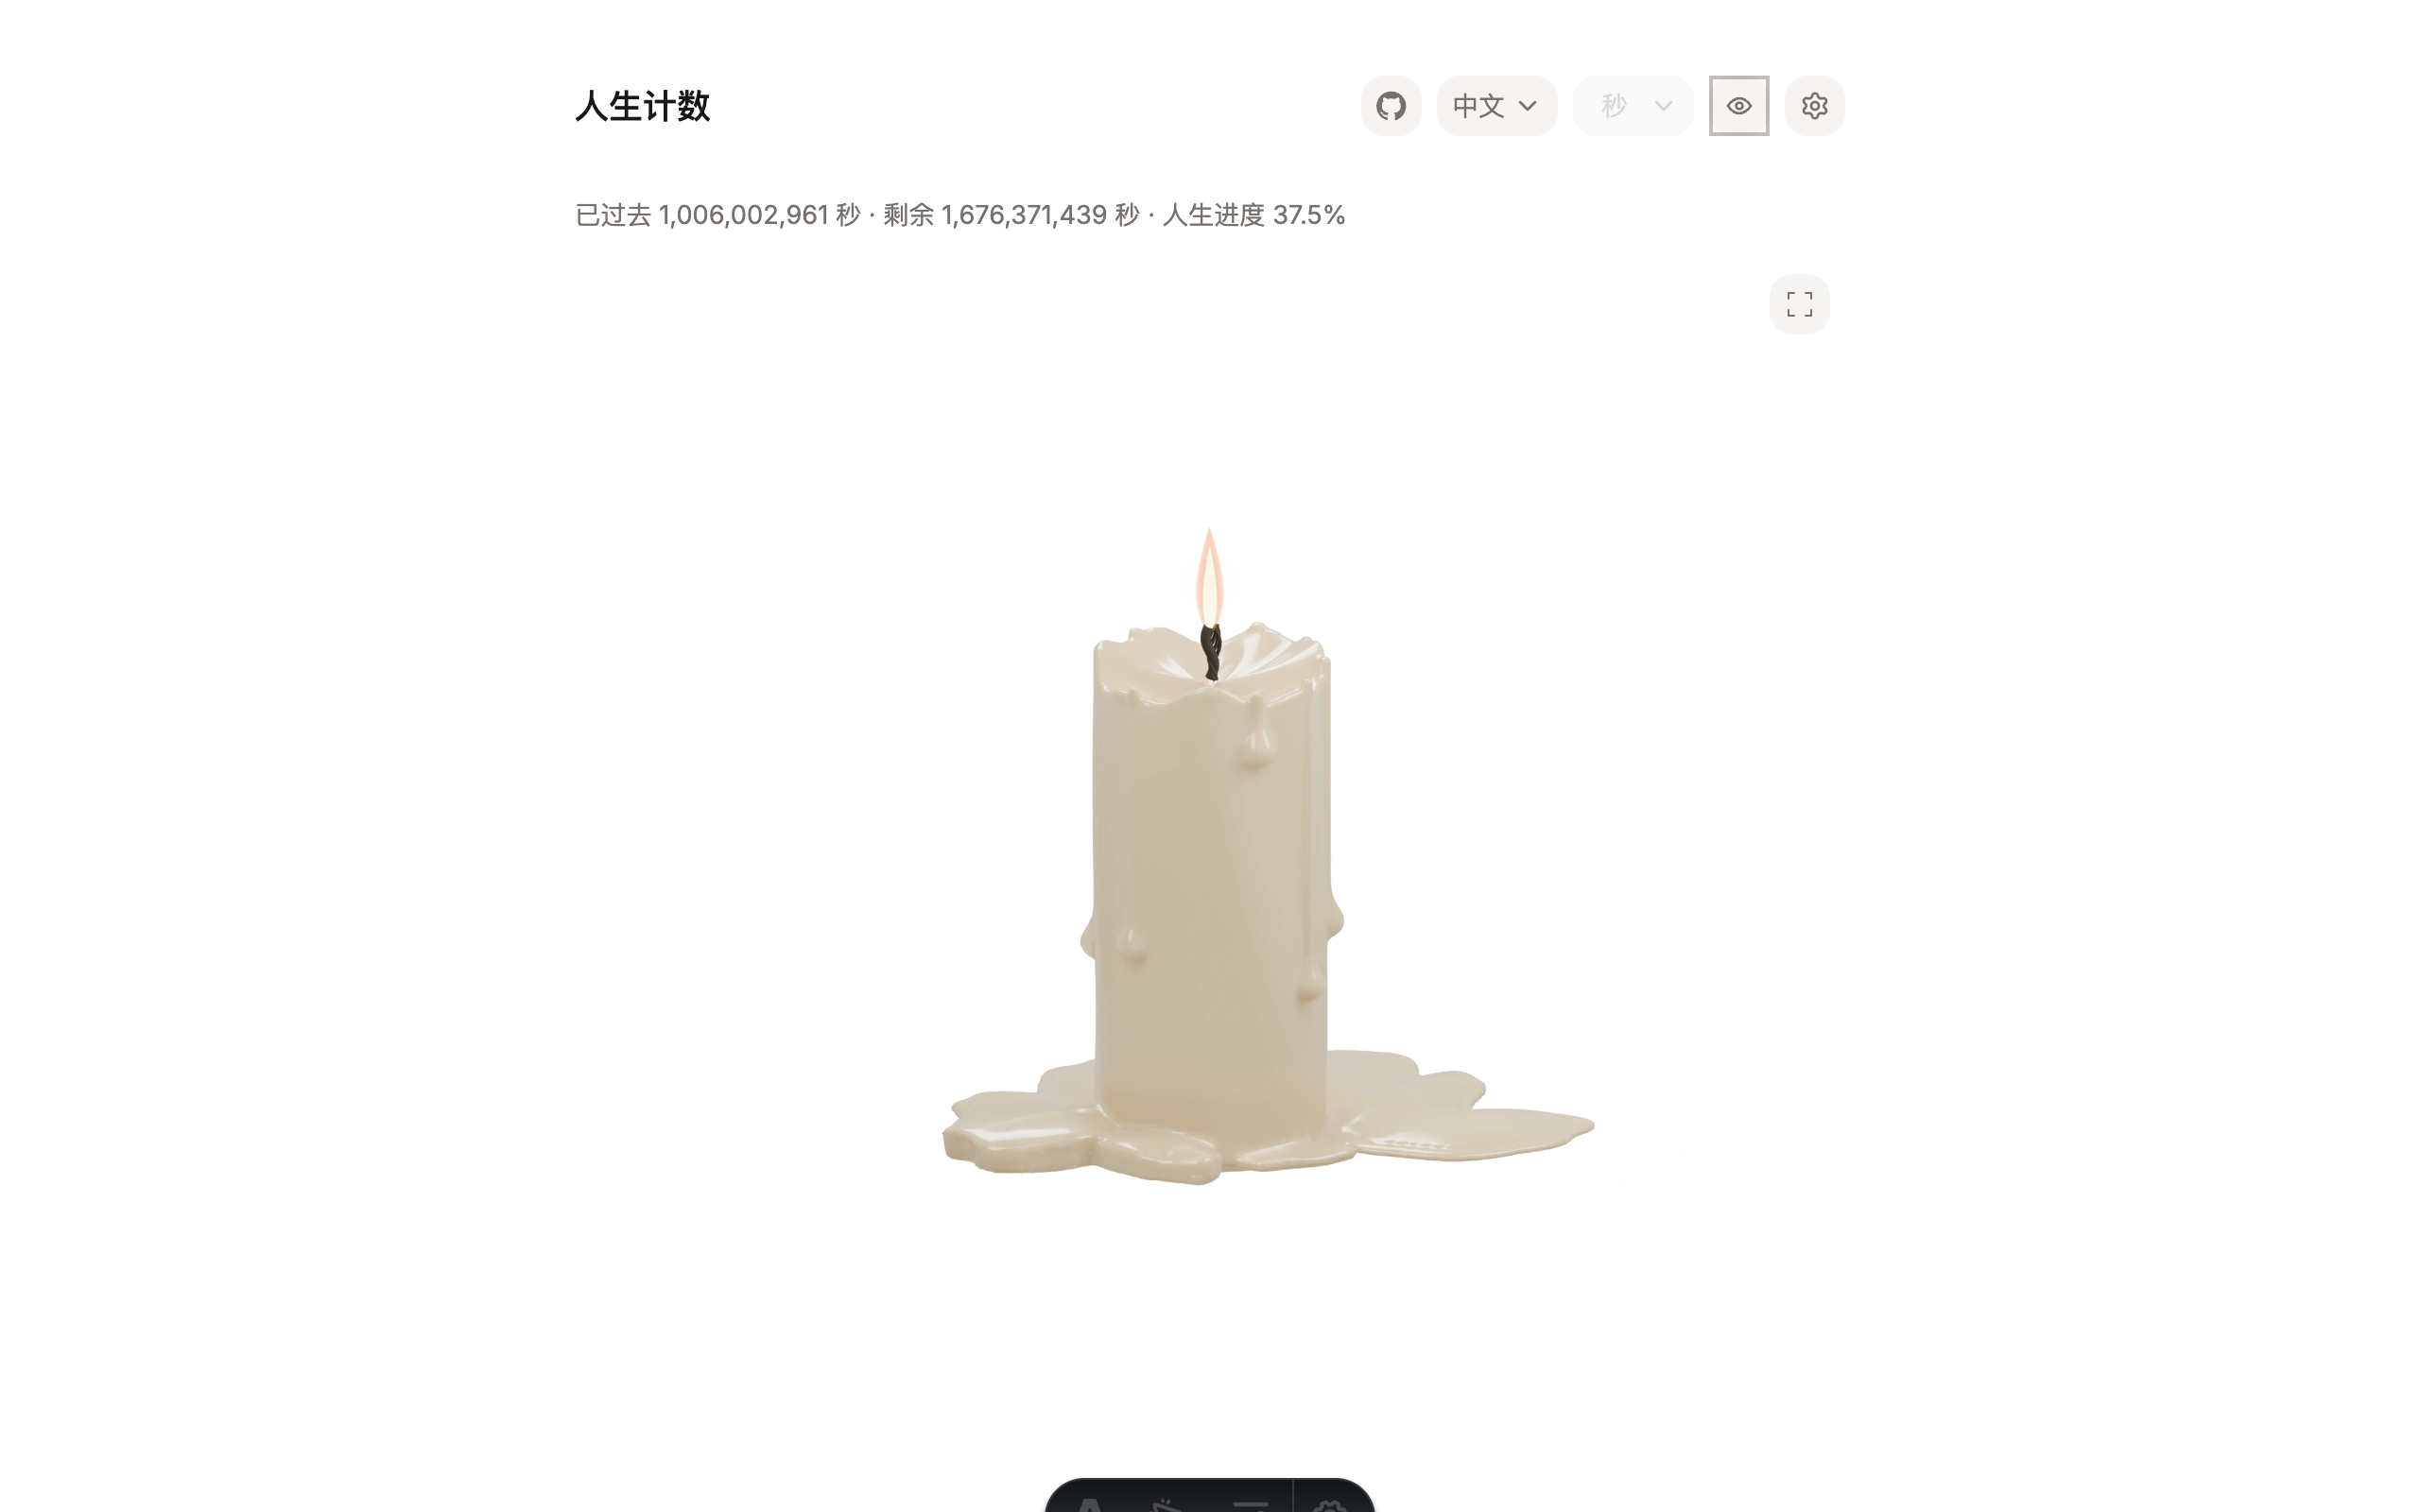 人生计数
中文
秒
已过去 1,006,002,961 秒 · 剩余 1,676,371,439 秒 · 人生进度 37.5%